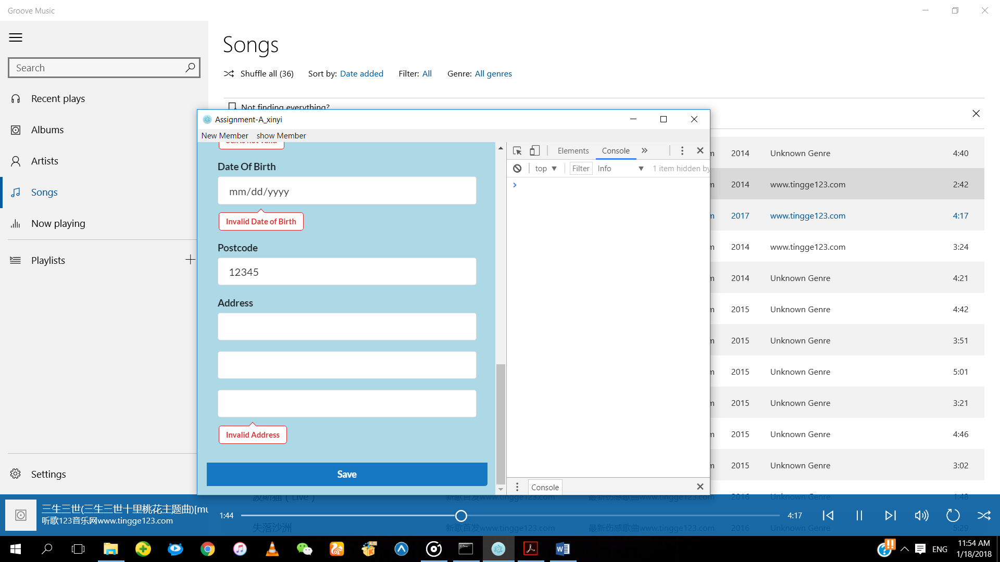 Groove Music
Search
Recent plays
Albums
Artists
Songs
Now playing
Playlists
Settings
Songs
Shuffle all (36) Sort by: Date added Filter: All Genre: All genres
Not finding everything?
Assignment-A_xinyi
New Member show Member
Sex is not valid
Date Of Birth
mm/dd/yyyy
Invalid Date of Birth
Postcode
12345
Address
Invalid Address
Save
Elements Console
top Filter Info 1 item hidden by
Console
m 2014 Unknown Genre 4:40
m 2014 www.tingge123.com 2:42
m 2017 www.tingge123.com 4:17
m 2014 www.tingge123.com 3:24
m 2014 Unknown Genre 4:21
m 2015 Unknown Genre 4:42
m 2015 Unknown Genre 3:51
m 2015 Unknown Genre 5:01
m 2015 Unknown Genre 3:21
m 2015 Unknown Genre 4:46
m 2015 Unknown Genre 3:02
波斯猫 ( Live ) 新歌首发www.tingge123.com 最新伤感歌曲www.tingge123.com 2016 Unknown Genre 1:48
三生三世(三生三世十里桃花主题曲)[mu
听歌123音乐网www.tingge123.com
1:44 4:17
失落沙洲 新歌首发www.tingge123.com 最新伤感歌曲www.tingge123.com 2016 Unknown Genre 5:29
ENG
11:54 AM
1/18/2018